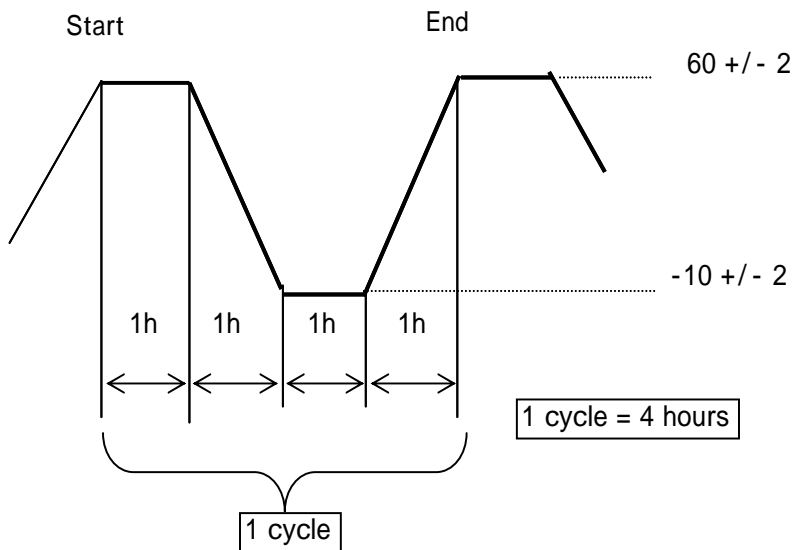 Start
End
60 +/- 2
-10 +/- 2
1h
1h
1h
1h
1 cycle = 4 hours
1 cycle